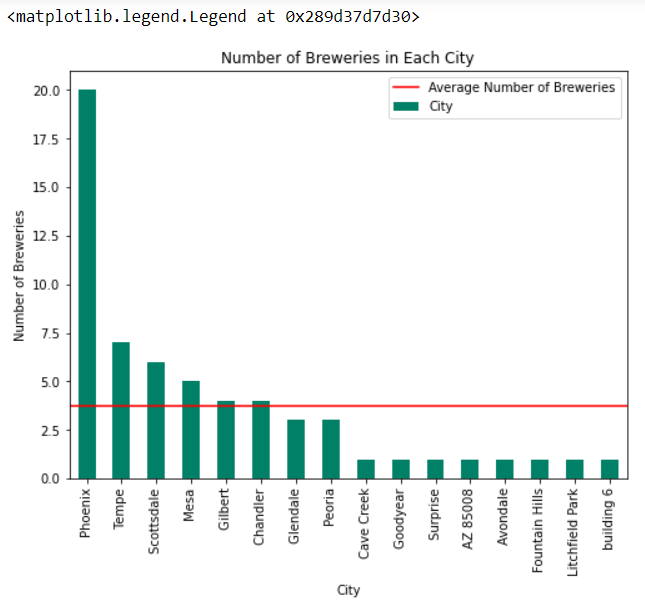 <matplotlib.legend.Legend at 0x289d37d7d30>
Number of Breweries in Each City
Average Number of Breweries
City
Number of Breweries
20.0
17.5
15.0
12.5
10.0
7.5
5.0
2.5
0.0
Phoenix
Tempe
Scottsdale
Mesa
Gilbert
Chandler
Glendale
Peoria
Cave Creek
Goodyear
Surprise
AZ 85008
Avondale
Fountain Hills
Litchfield Park
building 6
City